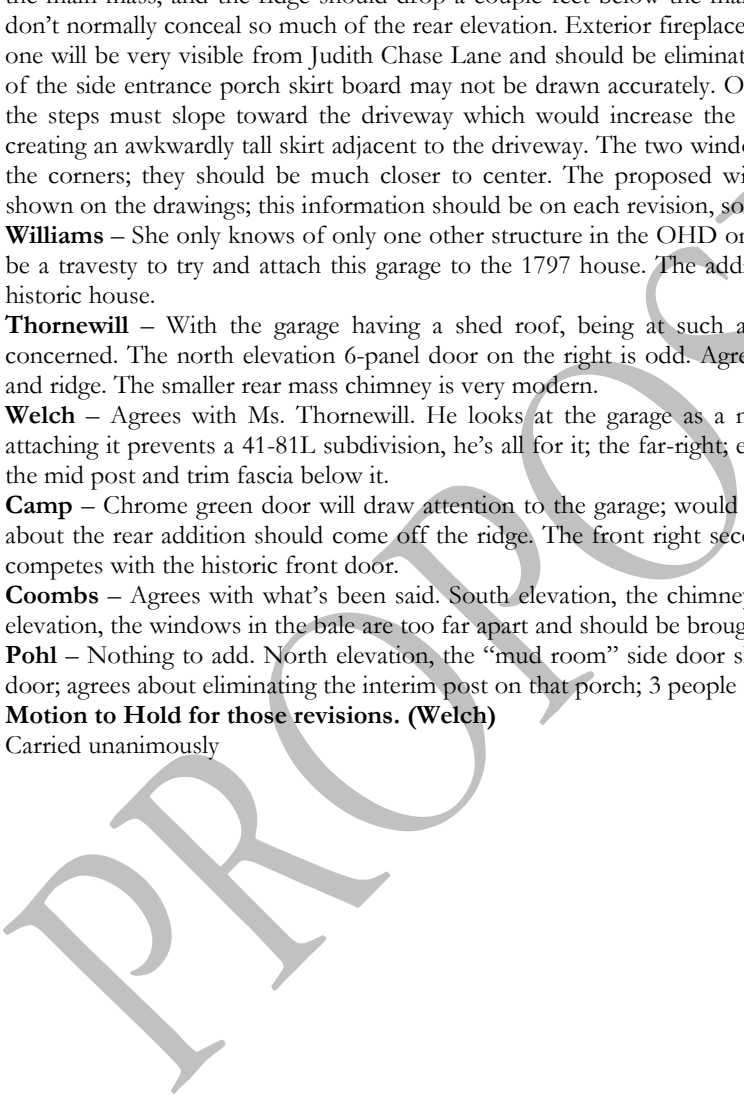 the main mass, and the ridge should drop a couple feet below the mai
don't normally conceal so much of the rear elevation. Exterior fireplace
one will be very visible from Judith Chase Lane and should be eliminat
of the side entrance porch skirt board may not be drawn accurately. O
the steps must slope toward the driveway which would increase the
creating an awkwardly tall skirt adjacent to the driveway. The two windo
the corners; they should be much closer to center. The proposed wi
shown on the drawings; this information should be on each revision, so
Williams – She only knows of only one other structure in the OHD or
be a travesty to try and attach this garage to the 1797 house. The addi
historic house.
Thornewill – With the garage having a shed roof, being at such a
concerned. The north elevation 6-panel door on the right is odd. Agre
and ridge. The smaller rear mass chimney is very modern.
Welch – Agrees with Ms. Thornewill. He looks at the garage as a n
attaching it prevents a 41-81L subdivision, he's all for it; the far-right; e
the mid post and trim fascia below it.
Camp – Chrome green door will draw attention to the garage; would
about the rear addition should come off the ridge. The front right sec
competes with the historic front door.
Coombs – Agrees with what's been said. South elevation, the chimney
elevation, the windows in the bale are too far apart and should be broug
Pohl – Nothing to add. North elevation, the “mud room” side door s
door; agrees about eliminating the interim post on that porch; 3 people
Motion to Hold for those revisions. (Welch)
Carried unanimously